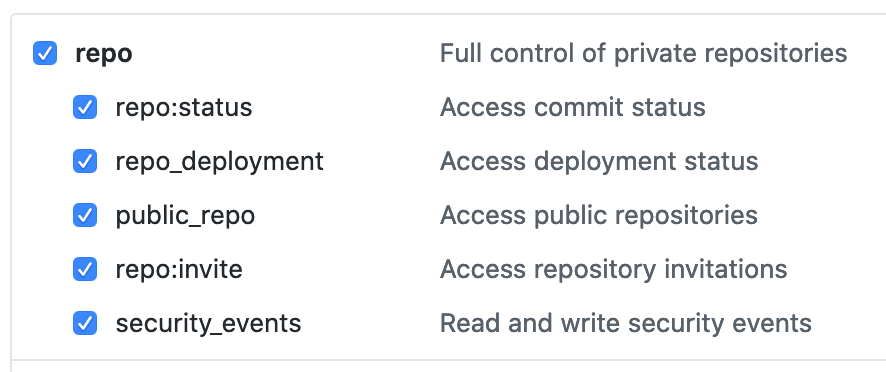 repo Full control of private repositories
repo:status Access commit status
repo_deployment Access deployment status
public_repo Access public repositories
repo:invite Access repository invitations
security_events Read and write security events